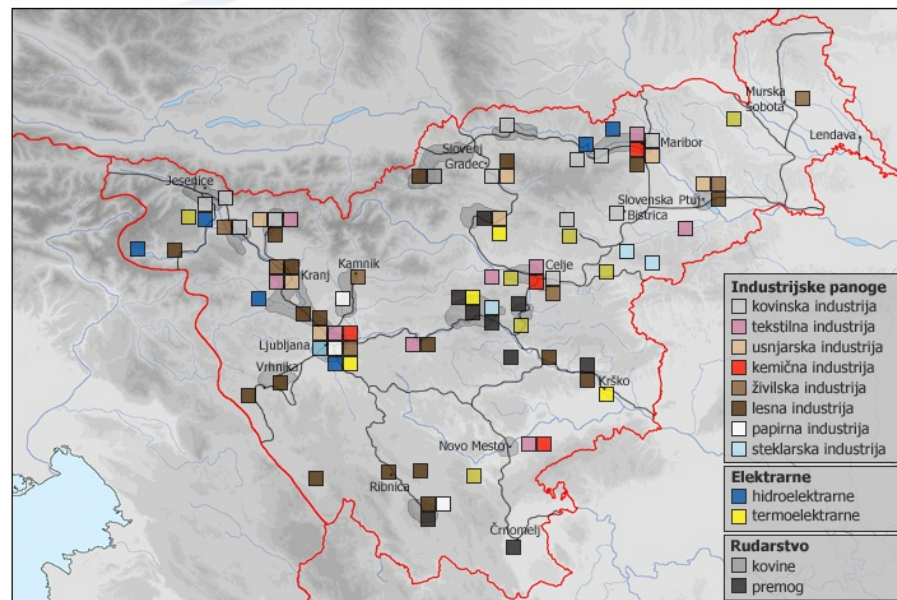 Murska
Sobota
Lendava
Maribor
Slovenj
Gradec
Jesenice
Slovenska
Bistrica
Ptuj
Kranj
Kamnik
Celje
Ljubljana
Vrhnika
Krško
Novo Mesto
Ribnica
Črnomelj
Industrijske panoge
kovinska industrija
tekstilna industrija
usnjarska industrija
kemična industrija
živilska industrija
lesna industrija
papirna industrija
steklarska industrija
Elektrarne
hidroelektrarne
termoelektrarne
Rudarstvo
kovine
premog